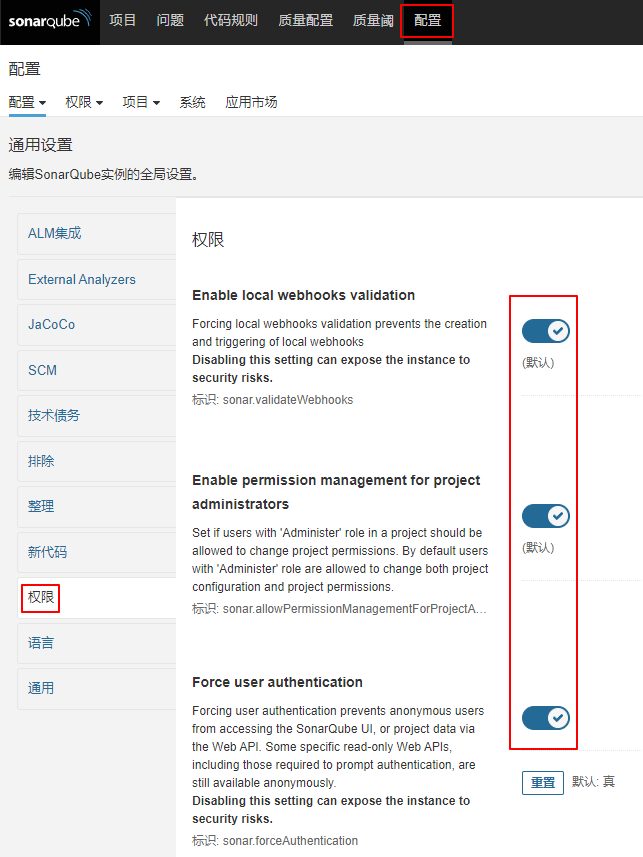 sonarqube 项目 问题 代码规则 质量配置 质量阈 配置
配置
配置 权限 项目 系统 应用市场
通用设置
编辑SonarQube实例的全局设置。
ALM集成
External Analyzers
JaCoCo
SCM
技术债务
排除
整理
新代码
权限
语言
通用
权限
Enable local webhooks validation
Forcing local webhooks validation prevents the creation
and triggering of local webhooks
Disabling this setting can expose the instance to
security risks.
标识: sonar.validateWebhooks
(默认)
Enable permission management for project
administrators
Set if users with 'Administer' role in a project should be
allowed to change project permissions. By default users
with 'Administer' role are allowed to change both project
configuration and project permissions.
标识: sonar.allowPermissionManagementForProjectA...
(默认)
Force user authentication
Forcing user authentication prevents anonymous users
from accessing the SonarQube UI, or project data via
the Web API. Some specific read-only Web APIs,
including those required to prompt authentication, are
still available anonymously.
Disabling this setting can expose the instance to
security risks.
标识: sonar.forceAuthentication
重置 默认: 真